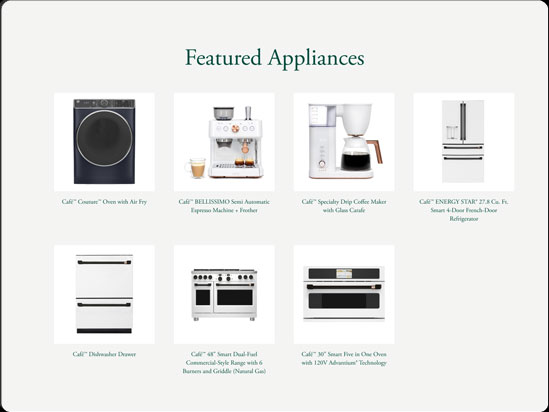 Featured Appliances
Café™ Couture™ Oven with Air Fry
Café™ BELLISSIMO Semi Automatic
Espresso Machine + Frother
Café™ Specialty Drip Coffee Maker
with Glass Carafe
Café™ ENERGY STAR® 27.8 Cu. Ft.
Smart 4-Door French-Door
Refrigerator
Café™ Dishwasher Drawer
Café™ 48" Smart Dual-Fuel
Commercial-Style Range with 6
Burners and Griddle (Natural Gas)
Café™ 30" Smart Five in One Oven
with 120V Advantium® Technology